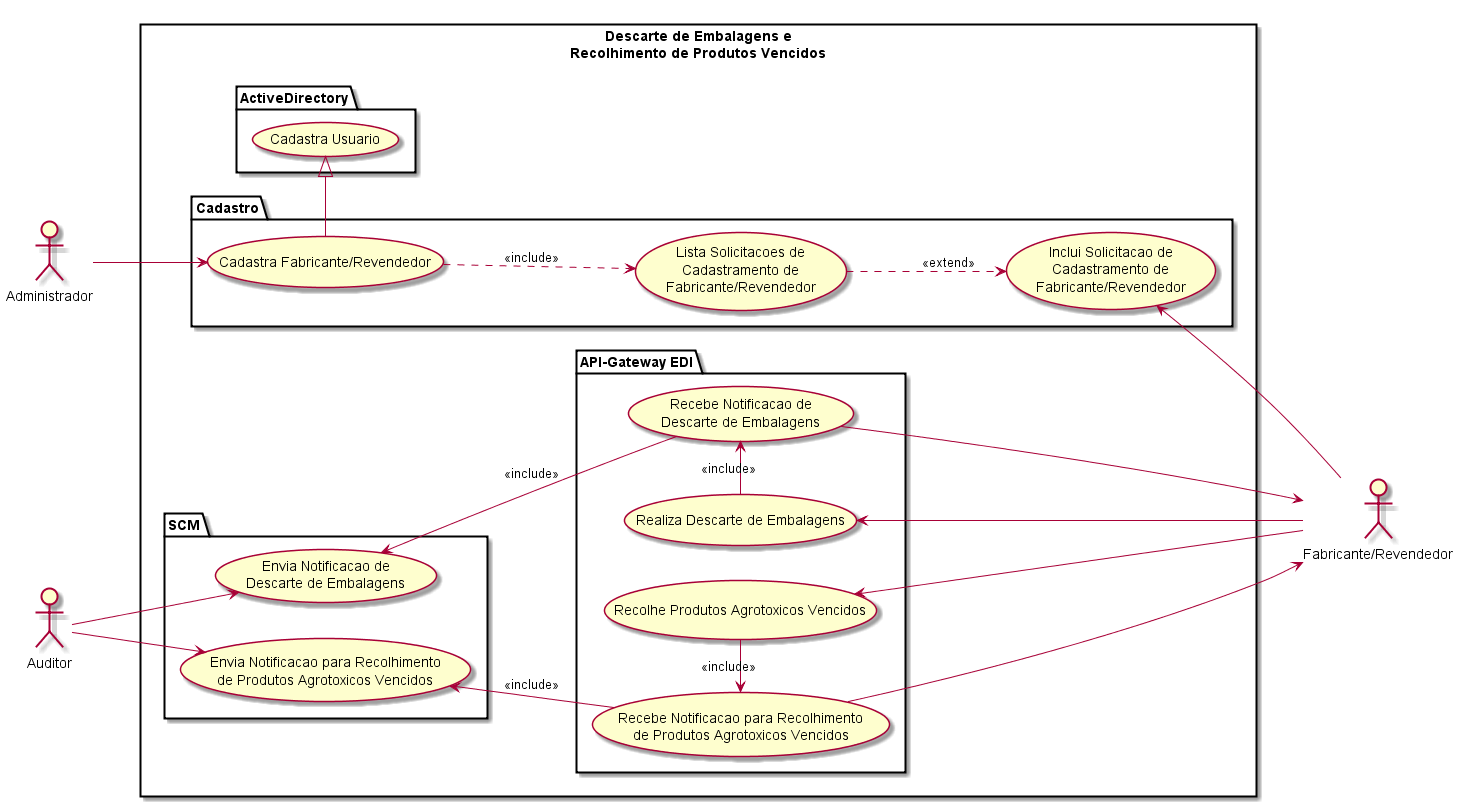 Descarte de Embalagens e
Recolhimento de Produtos Vencidos
ActiveDirectory
Cadastra Usuario
Cadastro
Cadastra Fabricante/Revendedor
«include»
Lista Solicitacoes de
Cadastramento de
Fabricante/Revendedor
«extend»
Inclui Solicitacao de
Cadastramento de
Fabricante/Revendedor
Administrador
API-Gateway EDI
Recebe Notificacao de
Descarte de Embalagens
«include»
«include»
Realiza Descarte de Embalagens
Fabricante/Revendedor
SCM
Envia Notificacao de
Descarte de Embalagens
Recolhe Produtos Agrotoxicos Vencidos
Auditor
Envia Notificacao para Recolhimento
de Produtos Agrotoxicos Vencidos
«include»
«include»
Recebe Notificacao para Recolhimento
de Produtos Agrotoxicos Vencidos